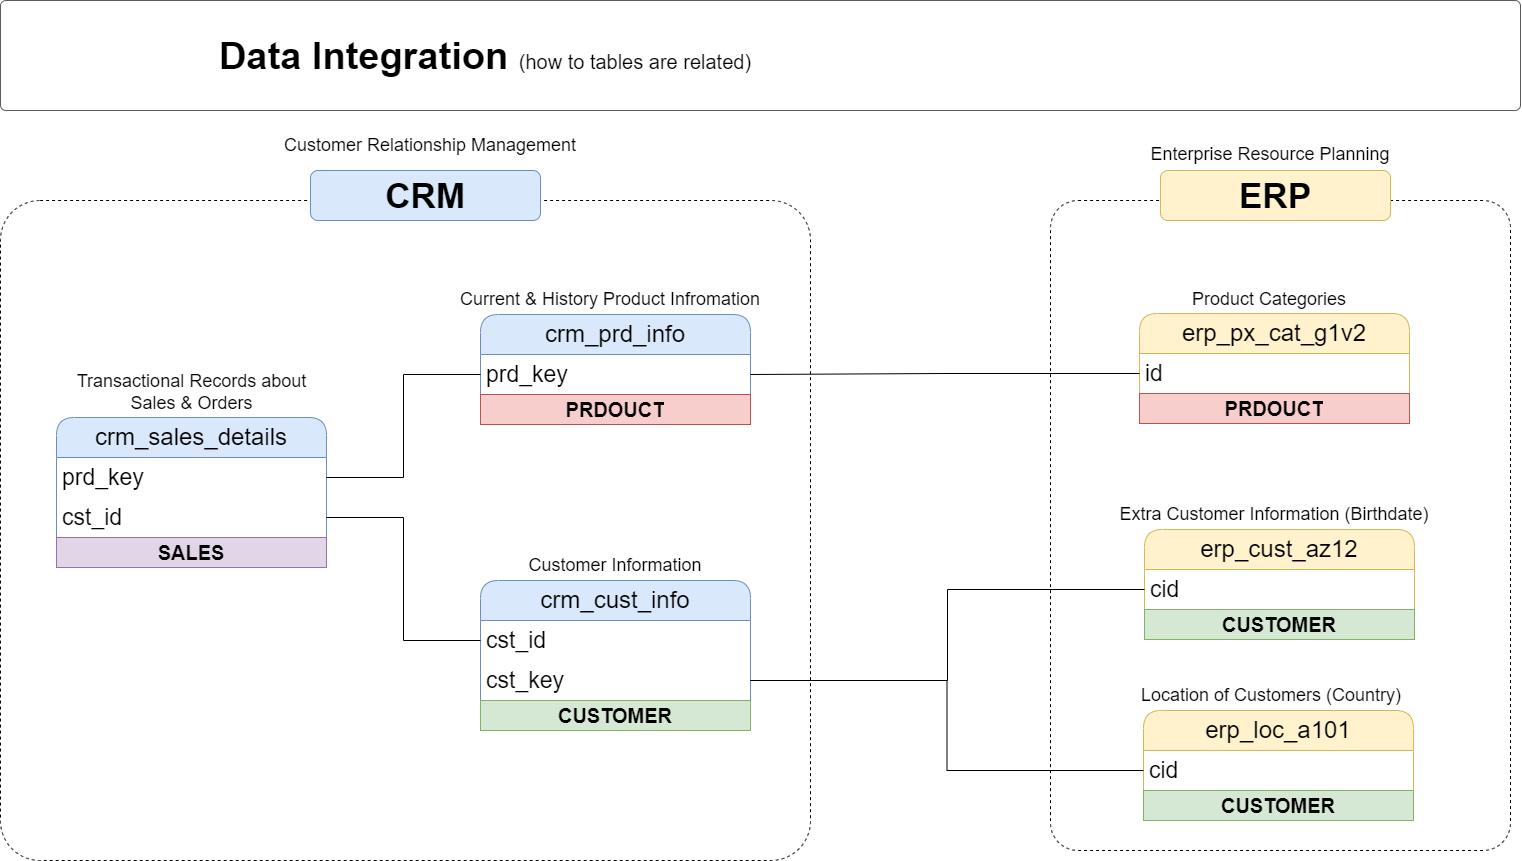 Data Integration (how to tables are related)
Customer Relationship Management
CRM
Transactional Records about
Sales & Orders
crm_sales_details
prd_key
cst_id
SALES
Current & History Product Infromation
crm_prd_info
prd_key
PRDOUCT
Customer Information
crm_cust_info
cst_id
cst_key
CUSTOMER
Enterprise Resource Planning
ERP
Product Categories
erp_px_cat_g1v2
id
PRDOUCT
Extra Customer Information (Birthdate)
erp_cust_az12
cid
CUSTOMER
Location of Customers (Country)
erp_loc_a101
cid
CUSTOMER